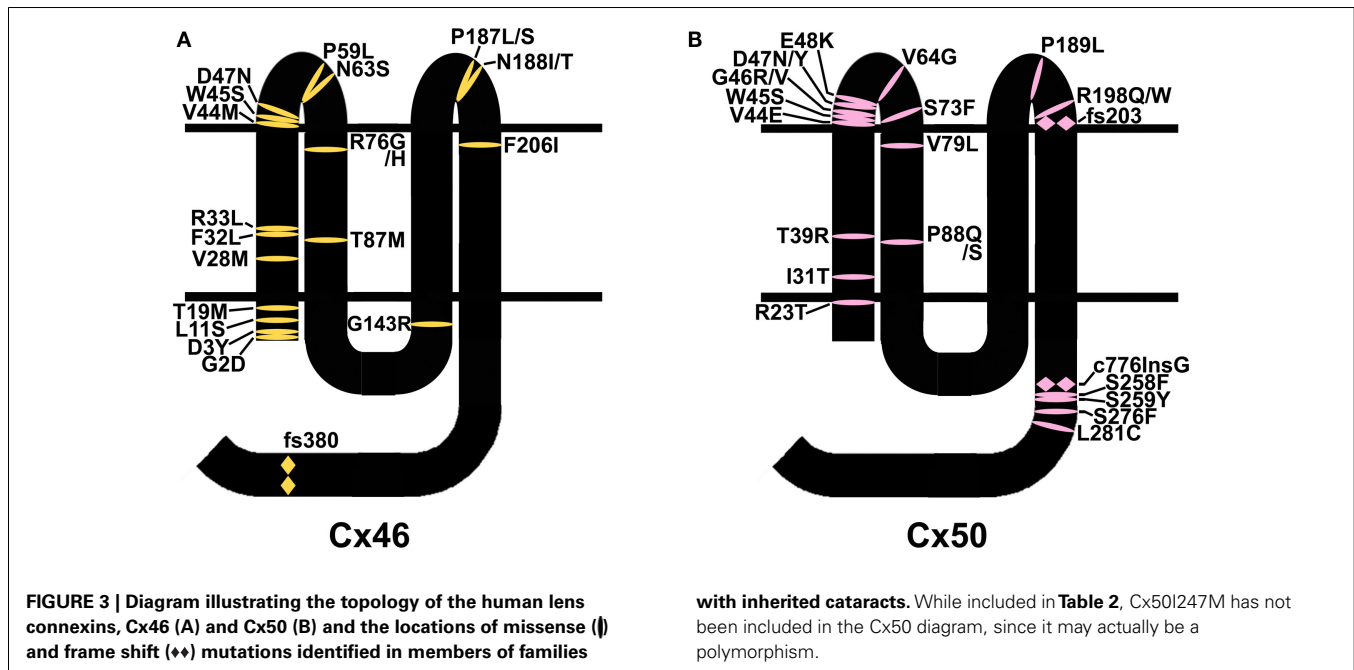 A
P59L
N63S
D47N
W45S
V44M
P187L/S
N188I/T
R76G
/H
F206I
R33L
F32L
V28M
T87M
T19M
L11S
D3Y
G2D
G143R
fs380
Cx46
B
E48K
D47N/Y
G46R/V
W45S
V44E
V64G
S73F
V79L
P189L
R198Q/W
fs203
T39R
P88Q
/S
I31T
R23T
c776InsG
S258F
S259Y
S276F
L281C
Cx50
FIGURE 3 | Diagram illustrating the topology of the human lens
connexins, Cx46 (A) and Cx50 (B) and the locations of missense (⬮)
and frame shift (♦♦) mutations identified in members of families
with inherited cataracts. While included in Table 2, Cx50I247M has not
been included in the Cx50 diagram, since it may actually be a
polymorphism.